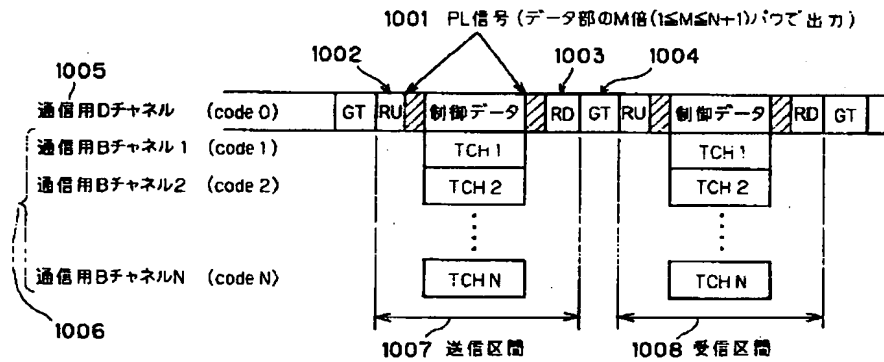 1001 PL信号(データ部のM倍(1≦M≦N+1)パワで出力)
1002 1003 1004
1005
通信用Dチャネル (code 0) GT RU 制御データ RD GT RU 制御データ RD GT
通信用Bチャネル1 (code 1) TCH 1 TCH 1
通信用Bチャネル2 (code 2) TCH 2 TCH 2
通信用BチャネルN (code N) TCH N TCH N
1006
1007 送信区間 1008 受信区間